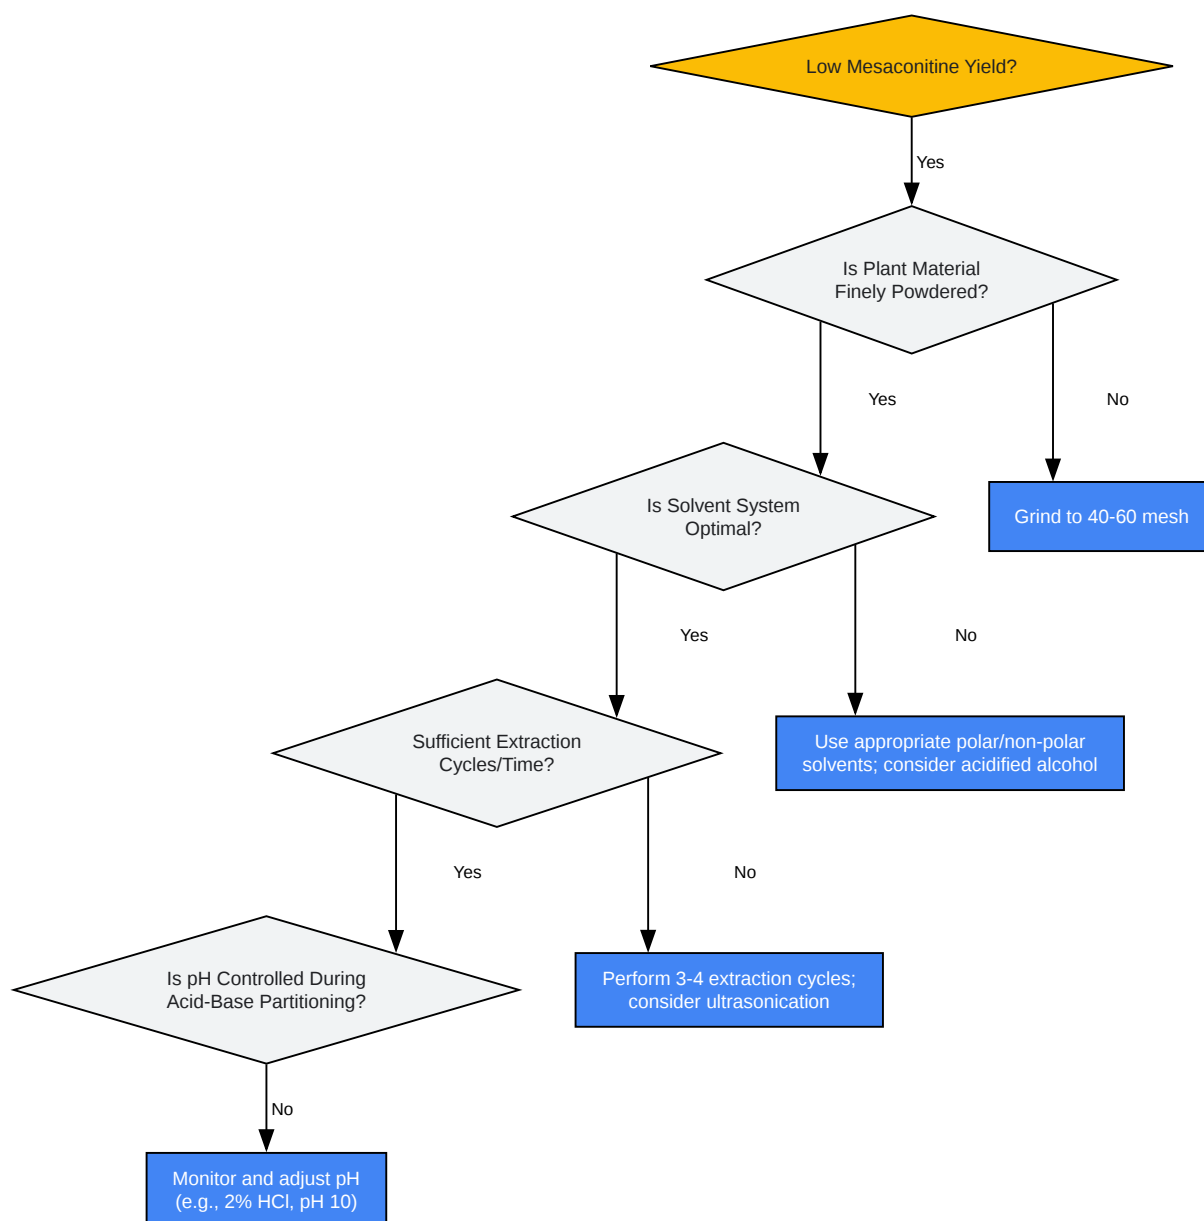 Low Mesaconitine Yield?
Yes
Is Plant Material
Finely Powdered?
Yes
No
Is Solvent System
Optimal?
Grind to 40-60 mesh
Yes
No
Sufficient Extraction
Cycles/Time?
Use appropriate polar/non-polar
solvents; consider acidified alcohol
Yes
No
Is pH Controlled During
Acid-Base Partitioning?
Perform 3-4 extraction cycles;
consider ultrasonication
No
Monitor and adjust pH
(e.g., 2% HCl, pH 10)